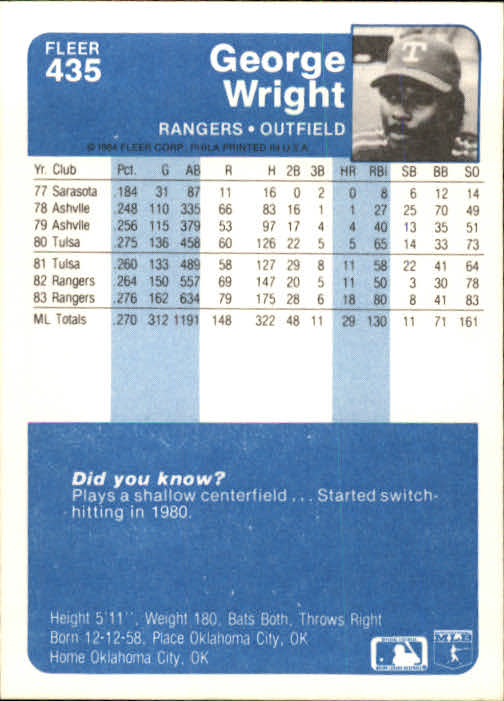 FLEER
435
George
Wright
RANGERS • OUTFIELD
© 1984 FLEER CORP. PHILA PRINTED IN U.S.A.
T
Yr. Club Pct. G AB R H 2B 3B HR RBI SB BB SO
77 Sarasota .184 31 87 11 16 0 2 0 8 6 12 14
78 Ashvlle .248 110 335 66 83 16 1 1 27 25 70 49
79 Ashvlle .256 115 379 53 97 17 4 4 40 13 35 51
80 Tulsa .275 136 458 60 126 22 5 5 65 14 33 73
81 Tulsa .260 133 489 58 127 29 8 11 58 22 41 64
82 Rangers .264 150 557 69 147 20 5 11 50 3 30 78
83 Rangers .276 162 634 79 175 28 6 18 80 8 41 83
ML Totals .270 312 1191 148 322 48 11 29 130 11 71 161
Did you know?
Plays a shallow centerfield . . . Started switch-
hitting in 1980.
Height 5'11'', Weight 180, Bats Both, Throws Right
Born 12-12-58, Place Oklahoma City, OK
Home Oklahoma City, OK